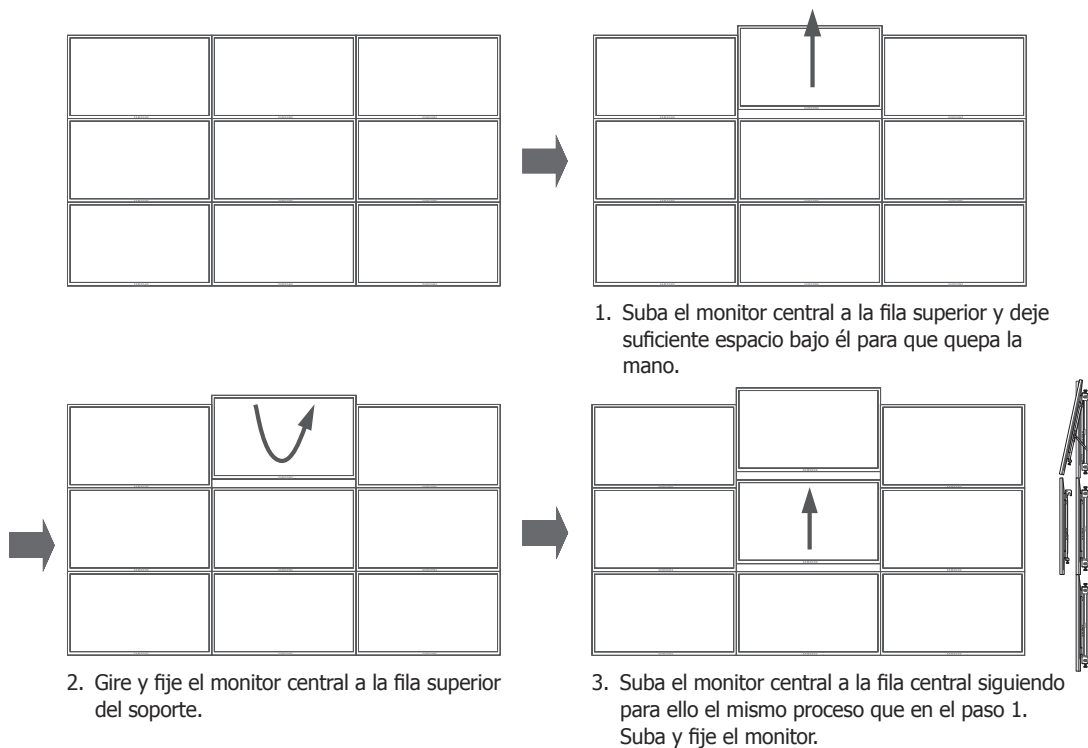 1. Suba el monitor central a la fila superior y deje
suficiente espacio bajo él para que quepa la
mano.
2. Gire y fije el monitor central a la fila superior
del soporte.
3. Suba el monitor central a la fila central siguiendo
para ello el mismo proceso que en el paso 1.
Suba y fije el monitor.